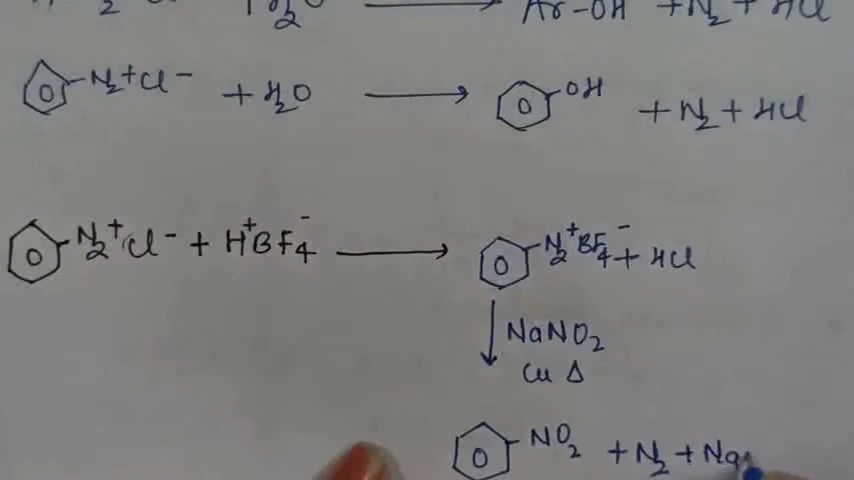 Ar-OH + N2 + HCl
N2+Cl- + H2O → OH + N2 + HCl
N2+Cl- + H+BF4- → N2+BF4- + HCl
NaNO2
Cu Δ
NO2 + N2 + Na